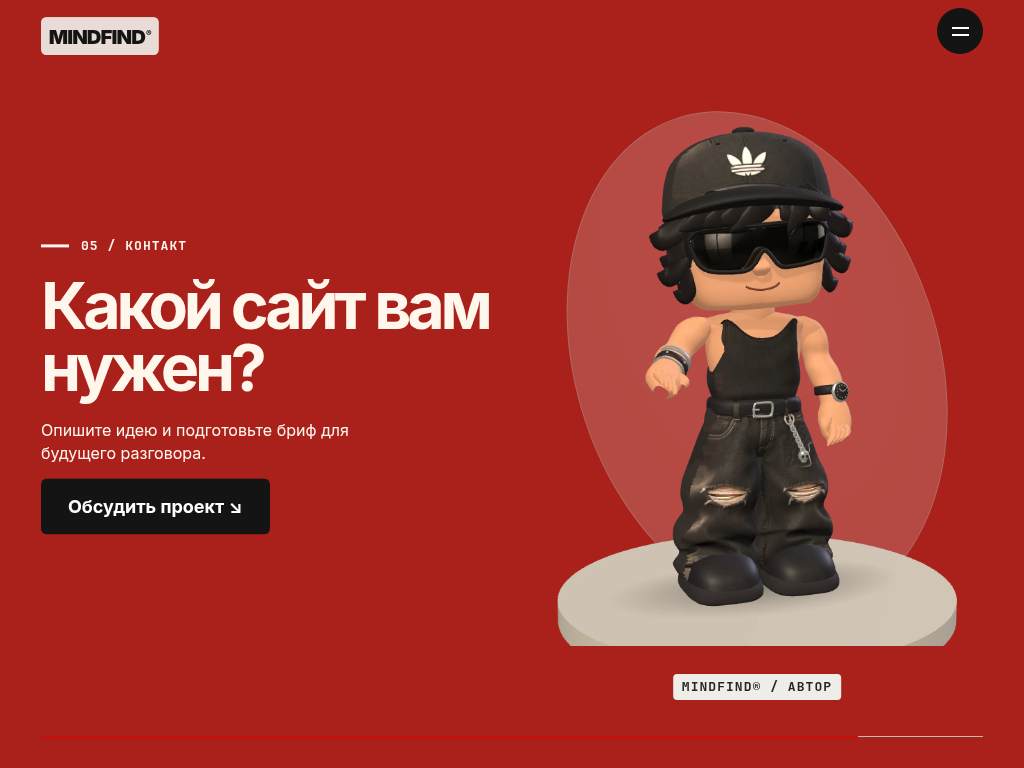 MINDFIND®
05 / КОНТАКТ
Какой сайт вам
нужен?
Опишите идею и подготовьте бриф для
будущего разговора.
Обсудить проект ↘
MINDFIND® / АВТОР